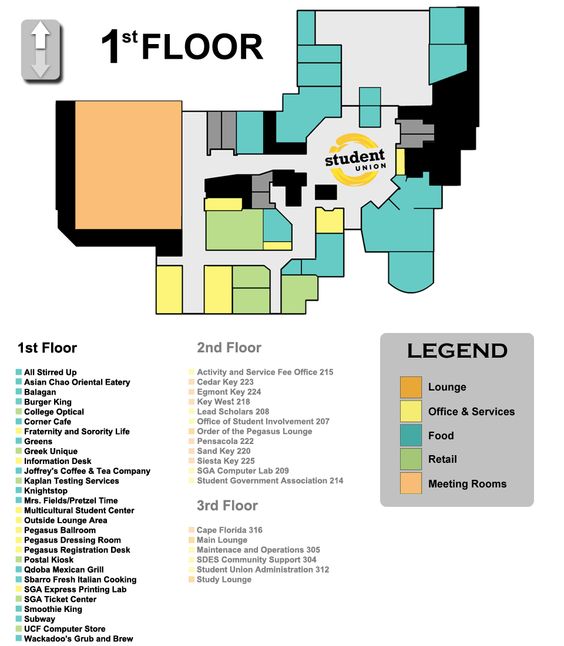 1st FLOOR
student
UNION
1st Floor
All Stirred Up
Asian Chao Oriental Eatery
Balagan
Burger King
College Optical
Corner Cafe
Fraternity and Sorority Life
Greens
Greek Unique
Information Desk
Joffrey's Coffee & Tea Company
Kaplan Testing Services
Knightstop
Mrs. Fields/Pretzel Time
Multicultural Student Center
Outside Lounge Area
Pegasus Ballroom
Pegasus Dressing Room
Pegasus Registration Desk
Postal Kiosk
Qdoba Mexican Grill
Sbarro Fresh Italian Cooking
SGA Express Printing Lab
SGA Ticket Center
Smoothie King
Subway
UCF Computer Store
Wackadoo's Grub and Brew
2nd Floor
Activity and Service Fee Office 215
Cedar Key 223
Egmont Key 224
Key West 218
Lead Scholars 208
Office of Student Involvement 207
Order of the Pegasus Lounge
Pensacola 222
Sand Key 220
Siesta Key 225
SGA Computer Lab 209
Student Government Association 214
3rd Floor
Cape Florida 316
Main Lounge
Maintenace and Operations 305
SDES Community Support 304
Student Union Administration 312
Study Lounge
LEGEND
Lounge
Office & Services
Food
Retail
Meeting Rooms